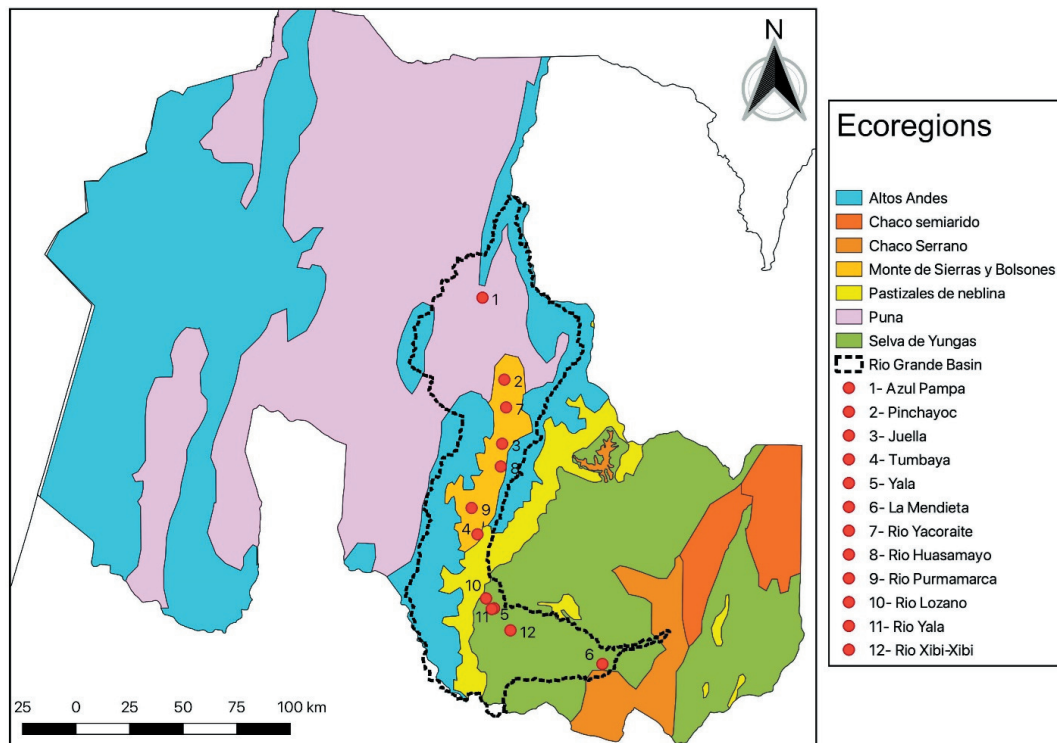 N
1
2
7
3
8
9
4
10
11
5
12
6
25 0 25 50 75 100 km
Ecoregions
Altos Andes
Chaco semiarido
Chaco Serrano
Monte de Sierras y Bolsones
Pastizales de neblina
Puna
Selva de Yungas
Rio Grande Basin
1- Azul Pampa
2- Pinchayoc
3- Juella
4- Tumbaya
5- Yala
6- La Mendieta
7- Rio Yacoraite
8- Rio Huasamayo
9- Rio Purmamarca
10- Rio Lozano
11- Rio Yala
12- Rio Xibi-Xibi